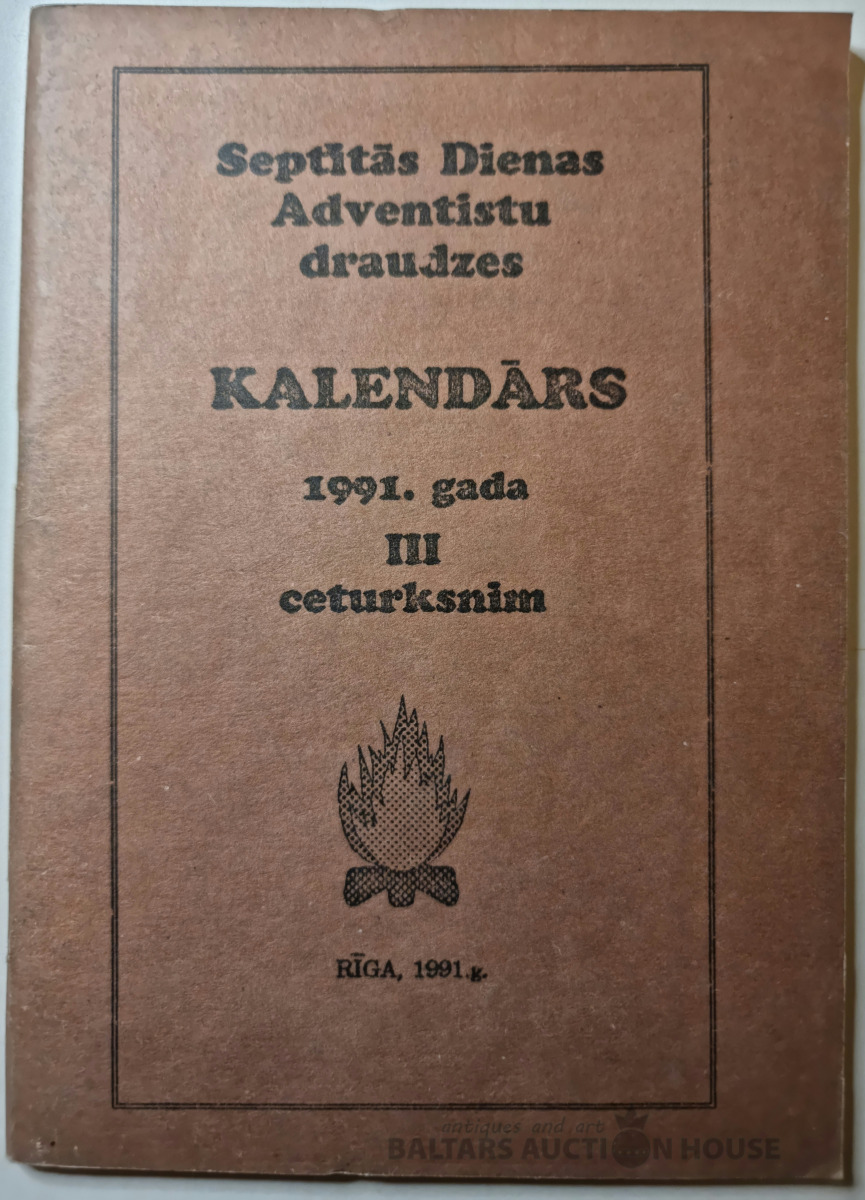 Septītās Dienas
Adventistu
draudzes
KALENDĀRS
1991. gada
III
ceturksnim
RĪGA, 1991.g.
antiques and art
BALTARS AUCTION HOUSE